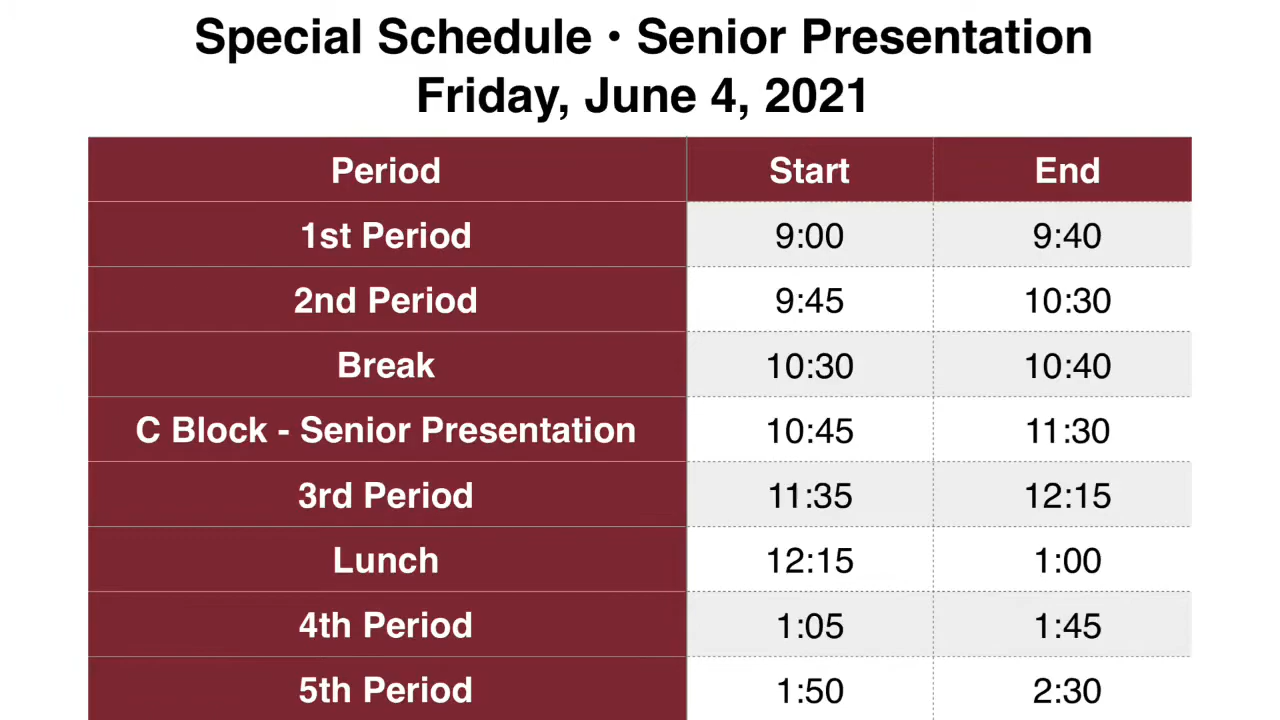 Special Schedule • Senior Presentation
Friday, June 4, 2021
Period Start End
1st Period 9:00 9:40
2nd Period 9:45 10:30
Break 10:30 10:40
C Block - Senior Presentation 10:45 11:30
3rd Period 11:35 12:15
Lunch 12:15 1:00
4th Period 1:05 1:45
5th Period 1:50 2:30